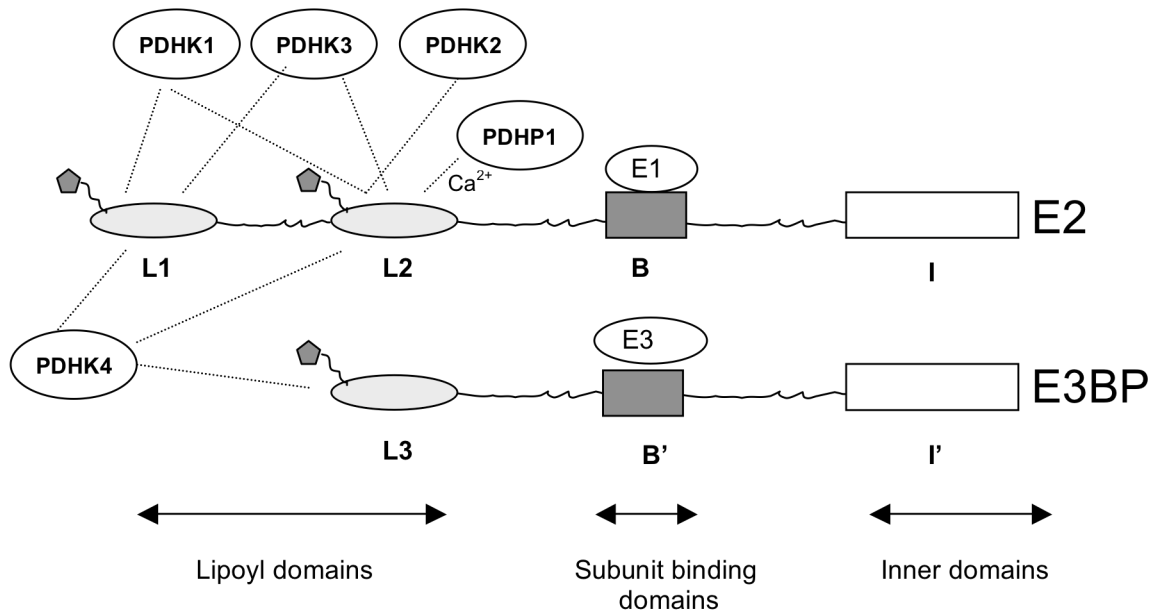 PDHK1
PDHK3
PDHK2
PDHP1
Ca²⁺
E1
E2
L1
L2
B
I
PDHK4
E3
E3BP
L3
B’
I’
Lipoyl domains
Subunit binding
domains
Inner domains